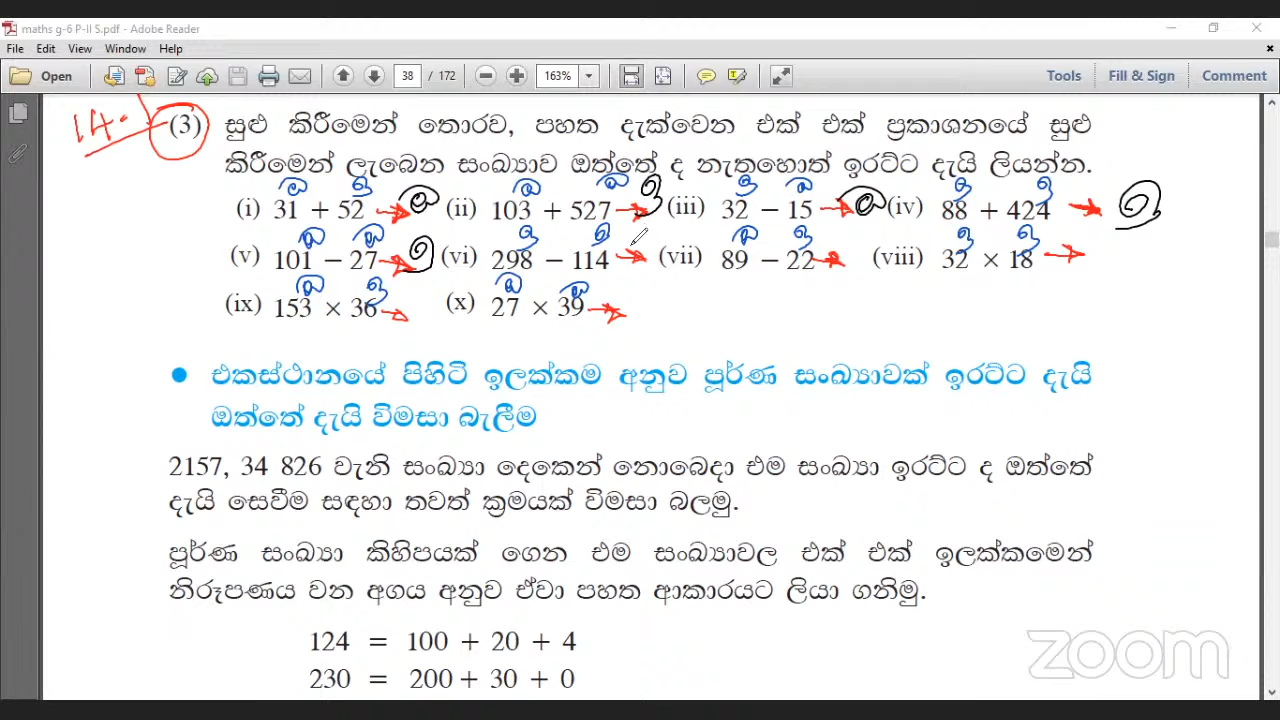 maths g-6 P-II S.pdf - Adobe Reader
File Edit View Window Help
Open 38 / 172 163% Tools Fill & Sign Comment
14.1 (3) සුළු කිරීමෙන් තොරව, පහත දැක්වෙන එක් එක් ප්‍රකාශනයේ සුළු
කිරීමෙන් ලැබෙන සංඛ්‍යාව ඔත්තේ ද නැතහොත් ඉරට්ට දැයි ලියන්න.
ඔ ඉ ඔ ඔ ඉ ඔ ඉ ඉ
(i) 31 + 52 ඔ (ii) 103 + 527 ඉ (iii) 32 − 15 ඔ (iv) 88 + 424 ඉ
ඔ ඔ ඉ ඉ ඔ ඉ ඉ ඉ
(v) 101 − 27 ඉ (vi) 298 − 114 (vii) 89 − 22 (viii) 32 × 18
ඔ ඉ ඔ ඔ
(ix) 153 × 36 (x) 27 × 39
• එකස්ථානයේ පිහිටි ඉලක්කම අනුව පූර්ණ සංඛ්‍යාවක් ඉරට්ට දැයි
ඔත්තේ දැයි විමසා බැලීම
2157, 34 826 වැනි සංඛ්‍යා දෙකෙන් නොබෙදා එම සංඛ්‍යා ඉරට්ට ද ඔත්තේ
දැයි සෙවීම සඳහා තවත් ක්‍රමයක් විමසා බලමු.
පූර්ණ සංඛ්‍යා කිහිපයක් ගෙන එම සංඛ්‍යාවල එක් එක් ඉලක්කමෙන්
නිරූපණය වන අගය අනුව ඒවා පහත ආකාරයට ලියා ගනිමු.
124 = 100 + 20 + 4
230 = 200 + 30 + 0
zoom